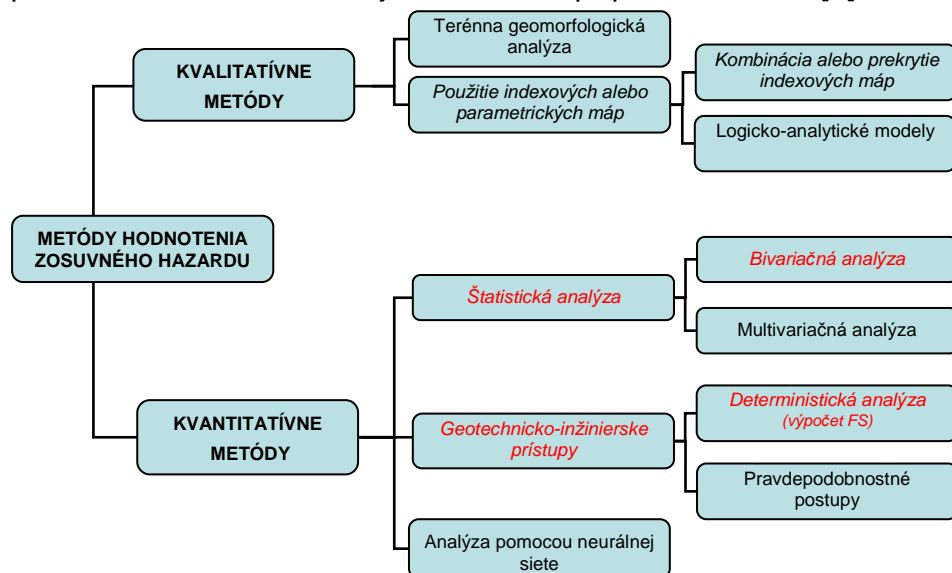 Terénna geomorfologická
analýza
KVALITATÍVNE
METÓDY
Použitie indexových alebo
parametrických máp
Kombinácia alebo prekrytie
indexových máp
Logicko-analytické modely
METÓDY HODNOTENIA
ZOSUVNÉHO HAZARDU
Štatistická analýza
Bivariačná analýza
Multivariačná analýza
KVANTITATÍVNE
METÓDY
Geotechnicko-inžinierske
prístupy
Deterministická analýza
(výpočet FS)
Pravdepodobnostné
postupy
Analýza pomocou neurálnej
siete